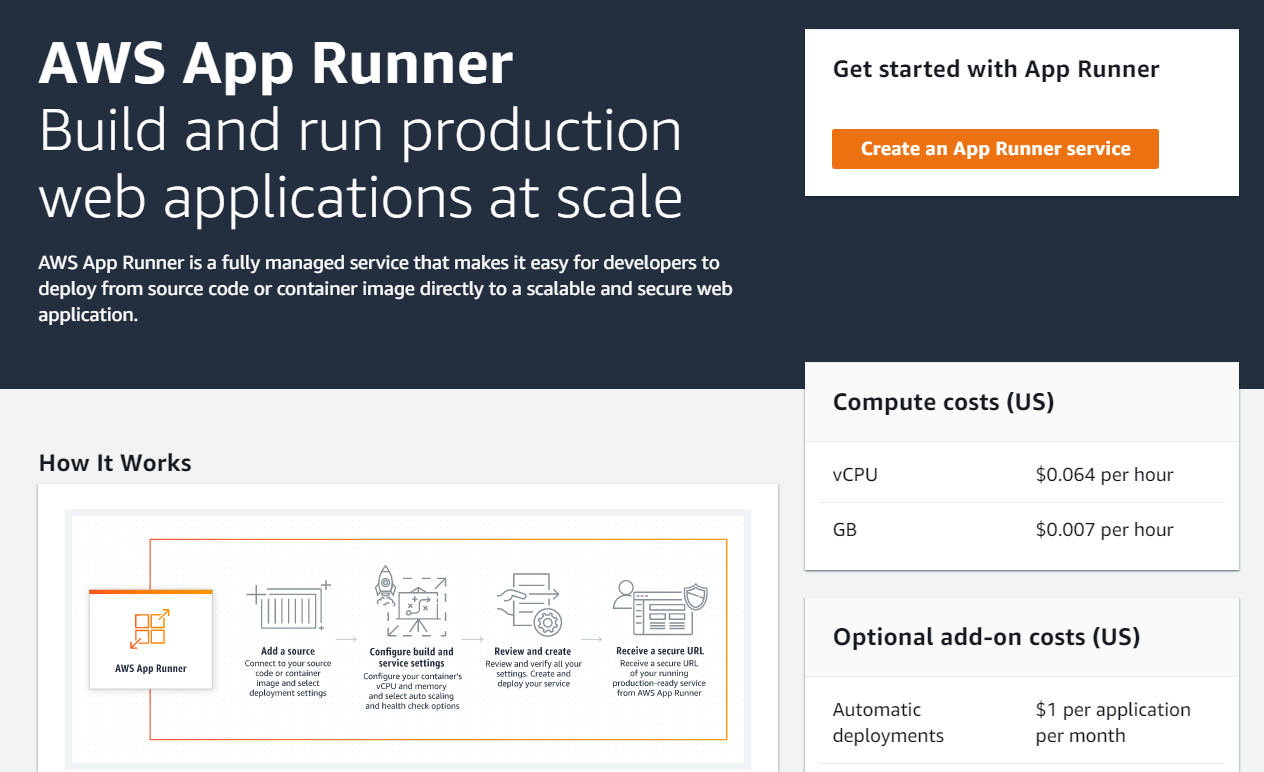 AWS App Runner
Build and run production
web applications at scale
AWS App Runner is a fully managed service that makes it easy for developers to
deploy from source code or container image directly to a scalable and secure web
application.
Get started with App Runner
Create an App Runner service
Compute costs (US)
vCPU $0.064 per hour
GB $0.007 per hour
Optional add-on costs (US)
Automatic
deployments
$1 per application
per month
How It Works
AWS App Runner
Add a source
Connect to your source
code or container
image and select
deployment settings
Configure build and
service settings
Configure your container's
vCPU and memory
and select auto scaling
and health check options
Review and create
Review and verify all your
settings. Create and
deploy your service
Receive a secure URL
Receive a secure URL
of your running
production-ready service
from AWS App Runner